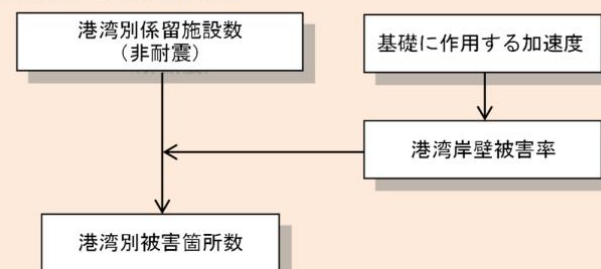 港湾別係留施設数
（非耐震）
基礎に作用する加速度
港湾岸壁被害率
港湾別被害箇所数